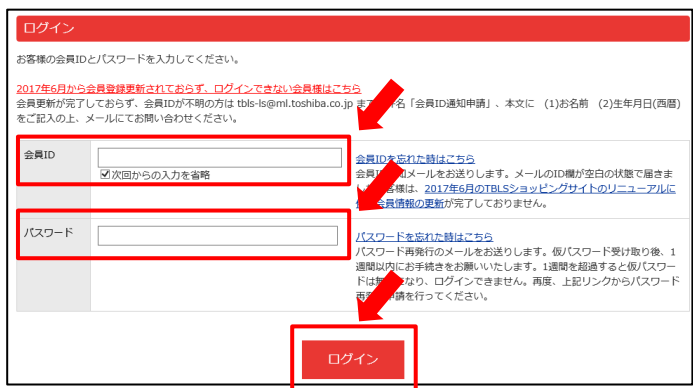 ログイン
お客様の会員IDとパスワードを入力してください。
2017年6月から会員登録更新されておらず、ログインできない会員様はこちら
会員更新が完了しておらず、会員IDが不明の方は tbls-ls@ml.toshiba.co.jp まで 件名「会員ID通知申請」、本文に (1)お名前 (2)生年月日(西暦)
をご記入の上、メールにてお問い合わせください。
会員ID
次回からの入力を省略
会員IDを忘れた時はこちら
会員ID 知メールをお送りします。メールのID欄が空白の状態で届きま
し 客様は、2017年6月のTBLSショッピングサイトのリニューアルに
会員情報の更新が完了しておりません。
パスワード
パスワードを忘れた時はこちら
パスワード再発行のメールをお送りします。仮パスワード受け取り後、1
週間以内にお手続きをお願いいたします。1週間を超過すると仮パスワー
ドは無 なり、ログインできません。再度、上記リンクからパスワード
再 申請を行ってください。
ログイン